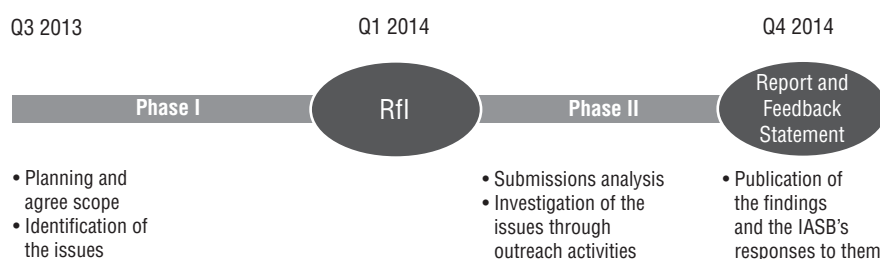 Q3 2013
Q1 2014
Q4 2014
Phase I
RfI
Phase II
Report and
Feedback
Statement
• Planning and
agree scope
• Identification of
the issues
• Submissions analysis
• Investigation of the
issues through
outreach activities
• Publication of
the findings
and the IASB's
responses to them